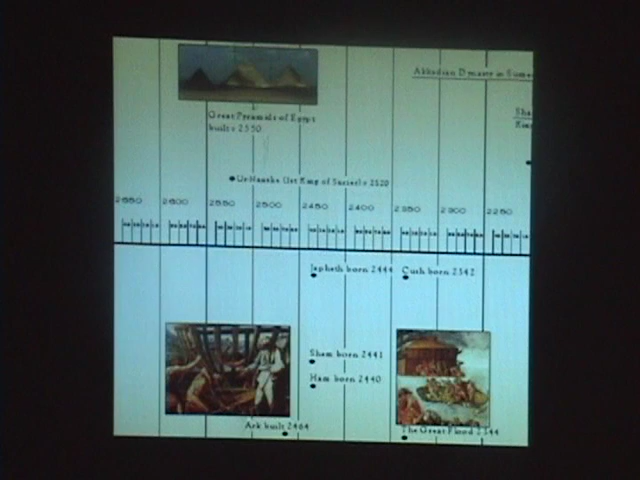 Akkadian Dynasty in Sumer
Great Pyramids of Egypt
built c 2550
Sha
Ur-Nanshe (1st King of
2650 2600 2550 2500 2450 2400 2350 2300 2250
Japheth born 2444 Cush born 2342
Shem born 2441
Ham born 2440
Ark built 2464 The Great Flood 2344